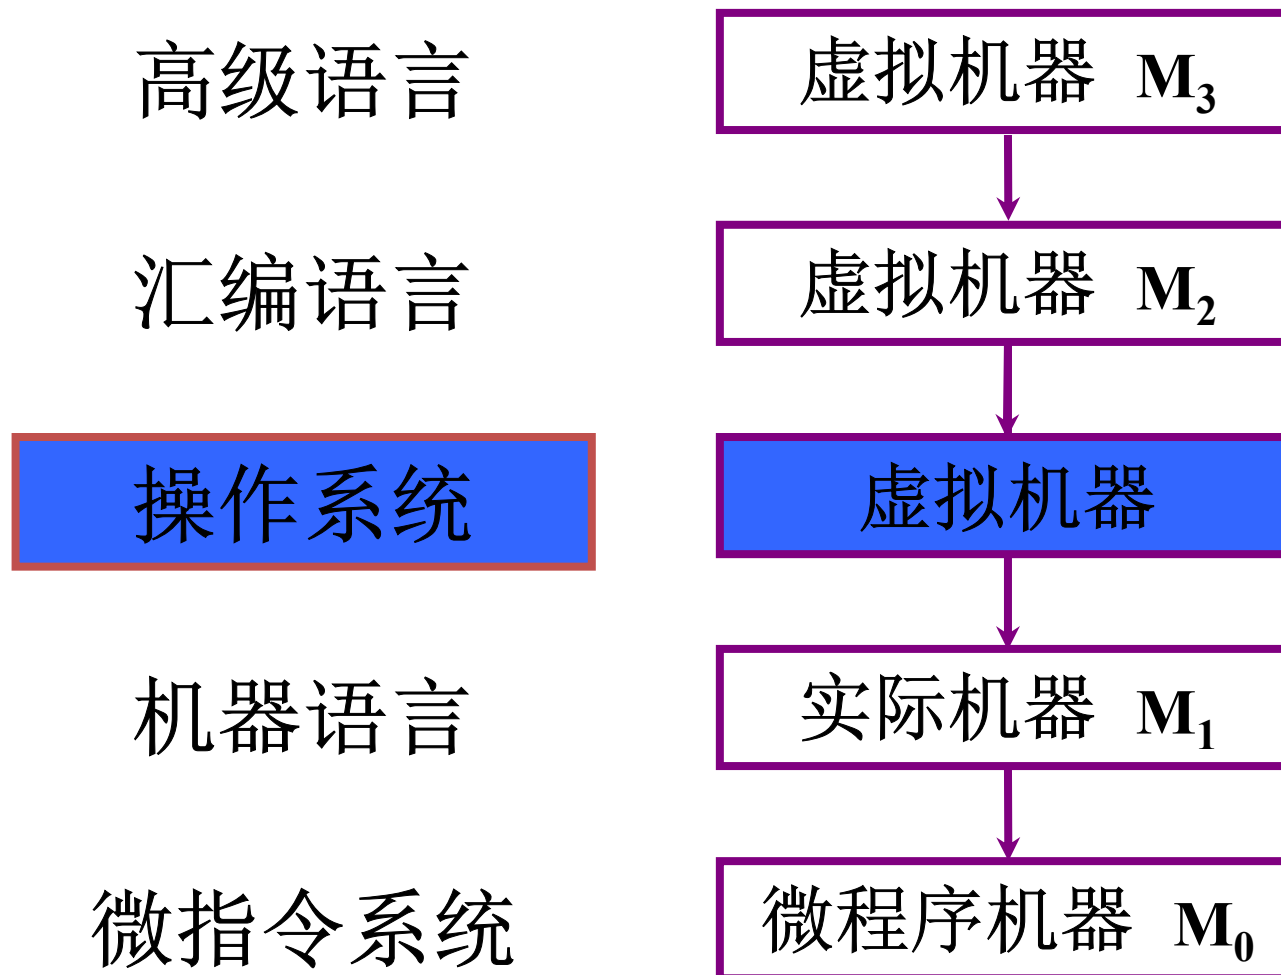 高级语言 虚拟机器 M₃
汇编语言 虚拟机器 M₂
操作系统 虚拟机器
机器语言 实际机器 M₁
微指令系统 微程序机器 M₀